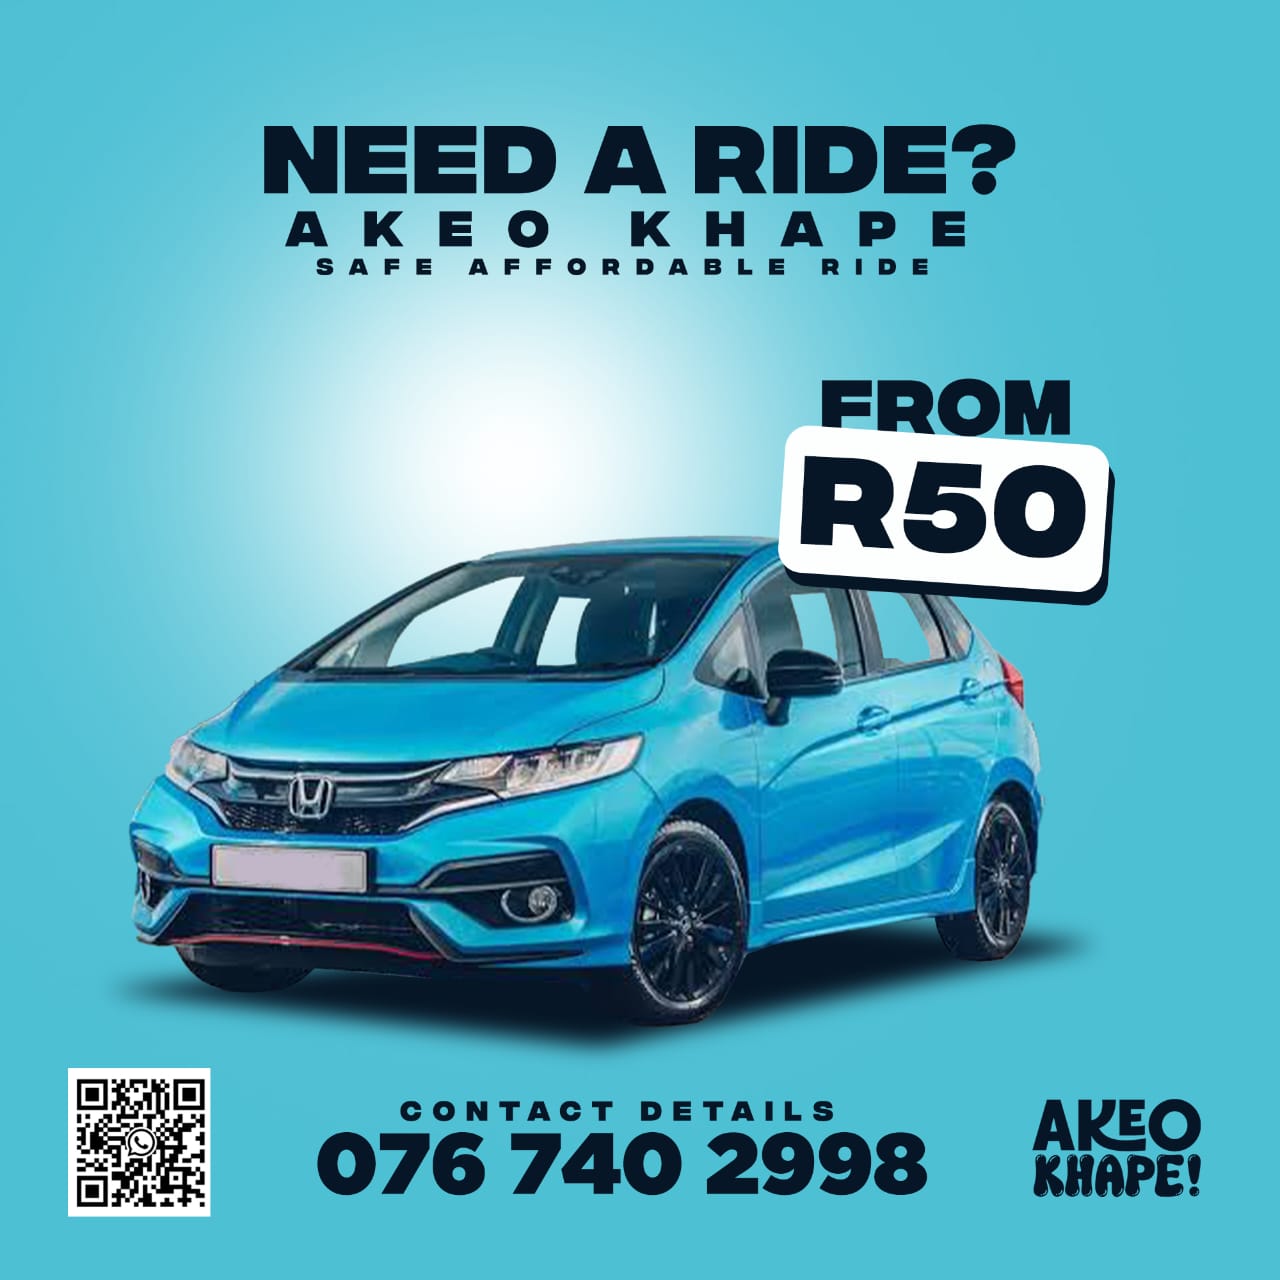 NEED A RIDE?
AKEO KHAPE
SAFE AFFORDABLE RIDE
FROM
R50
CONTACT DETAILS
076 740 2998
AKEO
KHAPE!